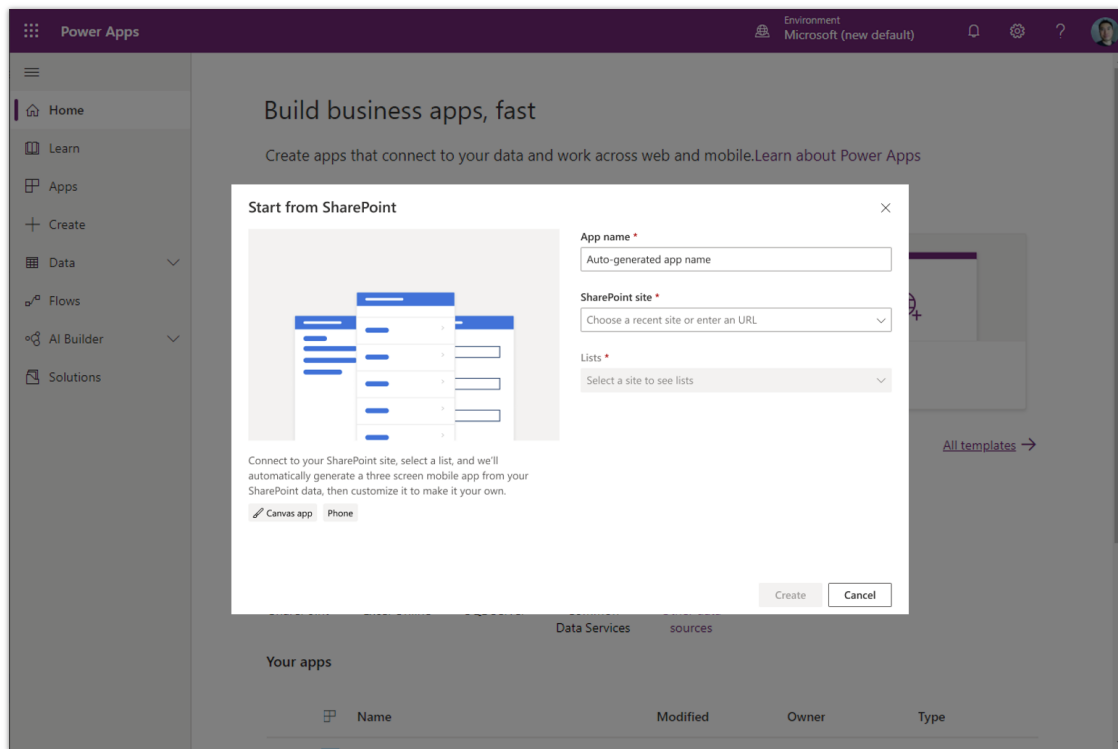 Power Apps
Environment
Microsoft (new default)
?
Home
Learn
Apps
Create
Data
Flows
AI Builder
Solutions
Build business apps, fast
Create apps that connect to your data and work across web and mobile.Learn about Power Apps
Start from SharePoint
App name *
Auto-generated app name
SharePoint site *
Choose a recent site or enter an URL
Lists *
Select a site to see lists
Connect to your SharePoint site, select a list, and we'll
automatically generate a three screen mobile app from your
SharePoint data, then customize it to make it your own.
Canvas app Phone
Create Cancel
All templates
Data Services sources
Your apps
Name Modified Owner Type